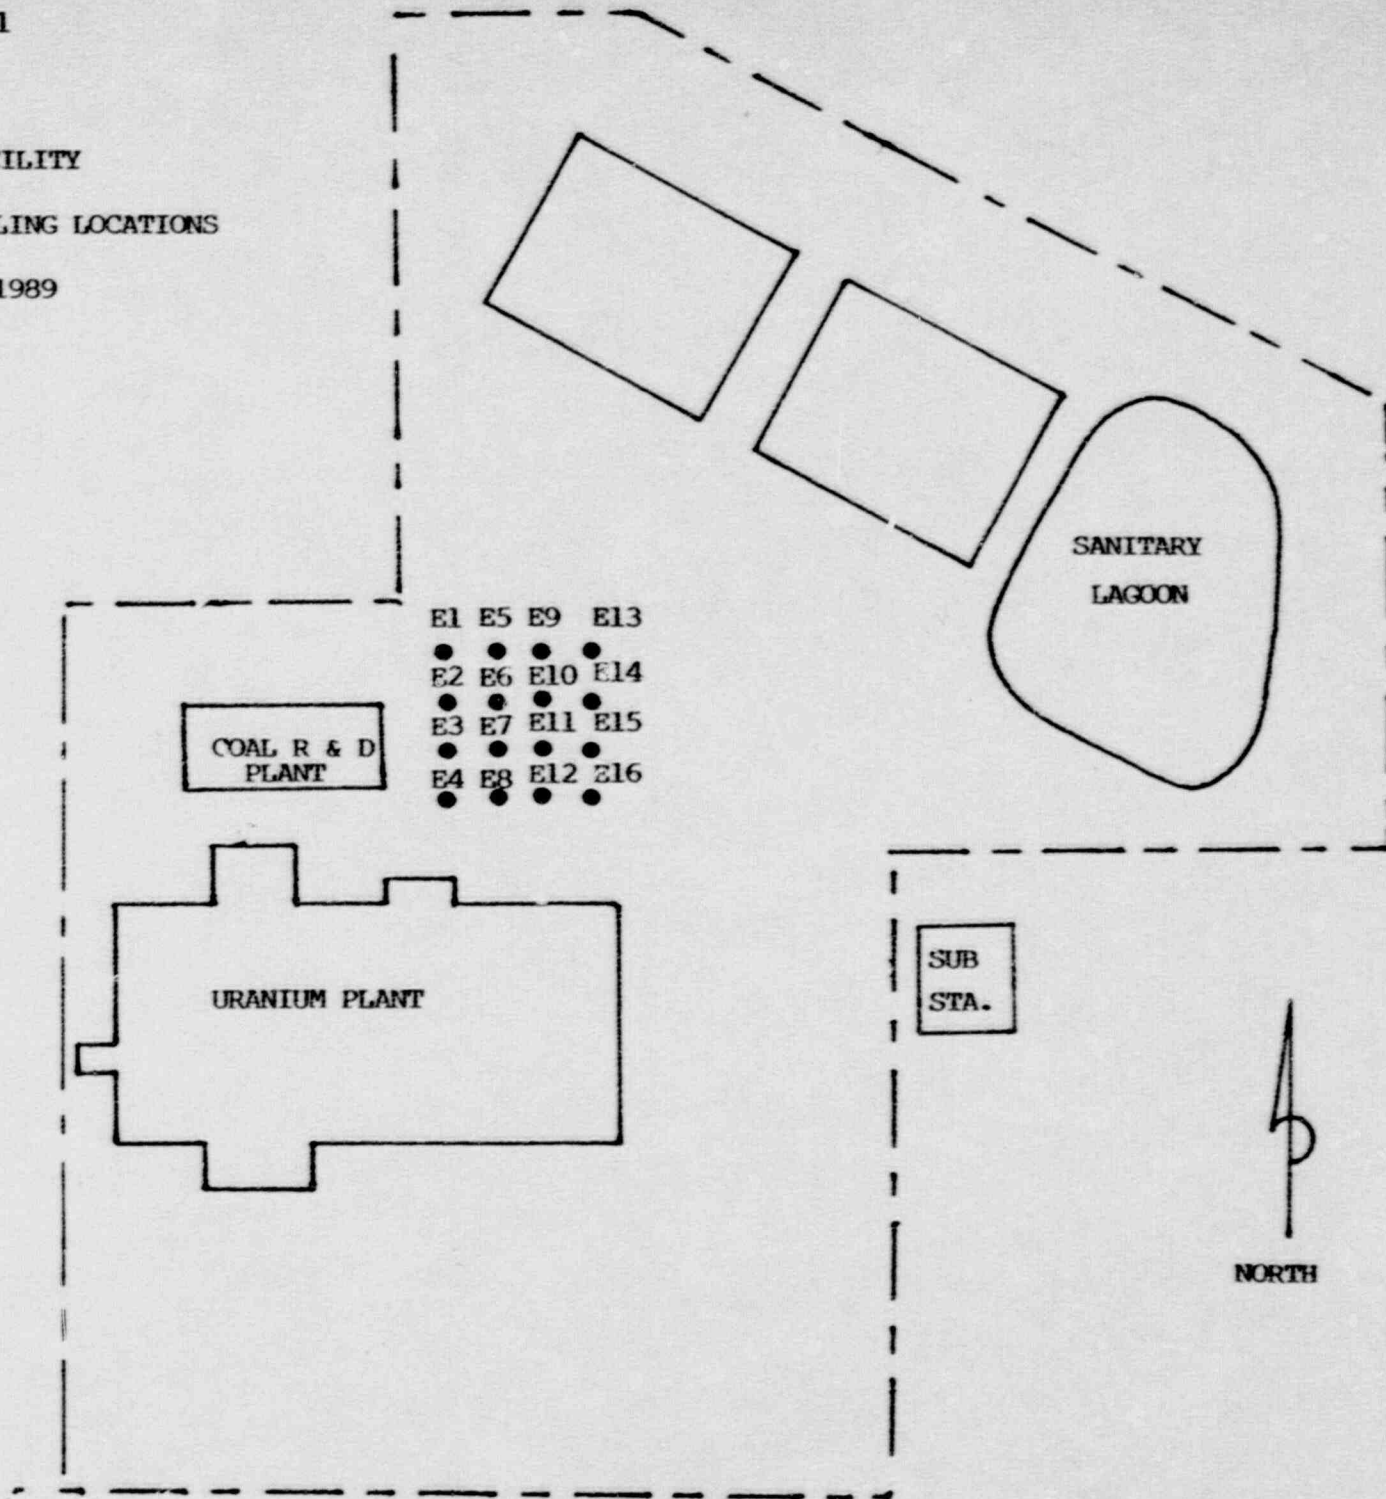 1
ILITY
LING LOCATIONS
1989
E1 E5 E9 E13
E2 E6 E10 E14
E3 E7 E11 E15
E4 E8 E12 E16
COAL R & D
PLANT
SANITARY
LAGOON
URANIUM PLANT
SUB
STA.
NORTH